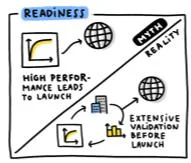 READINESS
MYTH
REALITY
HIGH PERFOR-
MANCE LEADS
TO LAUNCH
EXTENSIVE
VALIDATION
BEFORE
LAUNCH